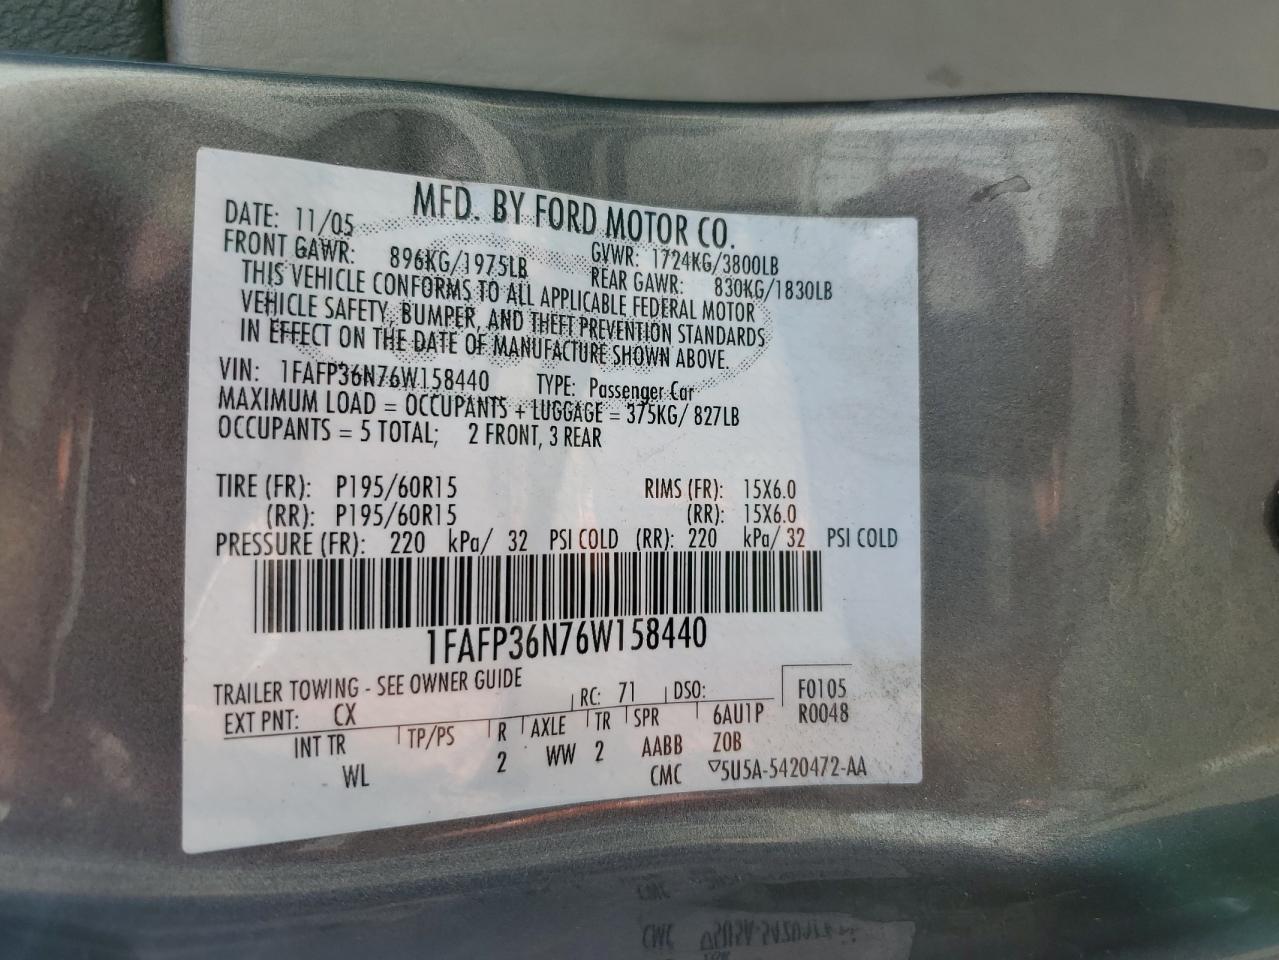 MFD. BY FORD MOTOR CO.
DATE: 11/05 GVWR: 1724KG/3800LB
FRONT GAWR: 896KG/1975LB REAR GAWR: 830KG/1830LB
THIS VEHICLE CONFORMS TO ALL APPLICABLE FEDERAL MOTOR
VEHICLE SAFETY, BUMPER, AND THEFT PREVENTION STANDARDS
IN EFFECT ON THE DATE OF MANUFACTURE SHOWN ABOVE.
VIN: 1FAFP36N76W158440 TYPE: Passenger Car
MAXIMUM LOAD = OCCUPANTS + LUGGAGE = 375KG/ 827LB
OCCUPANTS = 5 TOTAL; 2 FRONT, 3 REAR
TIRE (FR): P195/60R15 RIMS (FR): 15X6.0
(RR): P195/60R15 (RR): 15X6.0
PRESSURE (FR): 220 kPa/ 32 PSI COLD (RR): 220 kPa/ 32 PSI COLD
1FAFP36N76W158440
TRAILER TOWING - SEE OWNER GUIDE
EXT PNT: CX RC: 71 DSO: F0105
INT TR TP/PS R AXLE TR SPR 6AU1P R0048
WL 2 WW 2 AABB Z0B
CMC ▽5U5A-5420472-AA